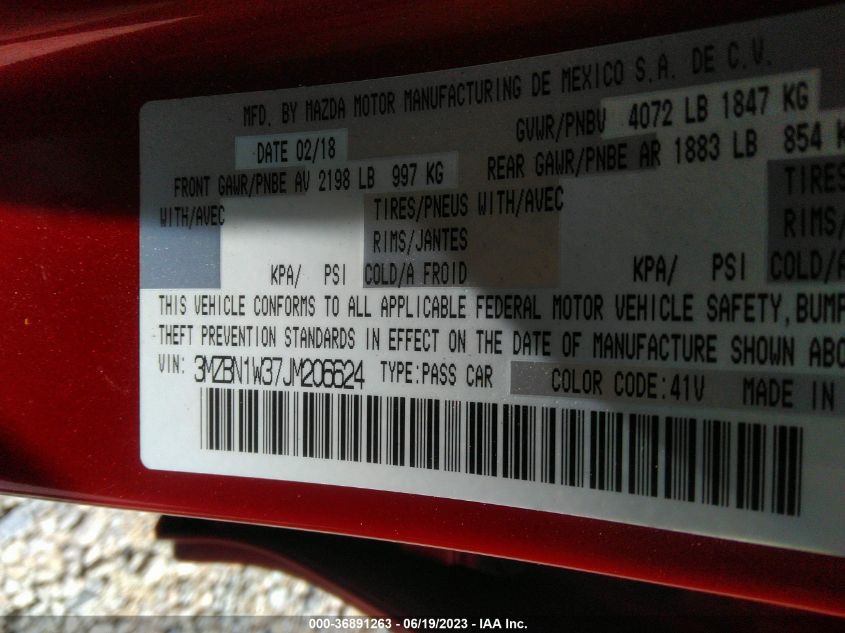 MFD. BY MAZDA MOTOR MANUFACTURING DE MEXICO S.A. DE C.V.
DATE 02/18 GVWR/PNBV 4072 LB 1847 KG
FRONT GAWR/PNBE AV 2198 LB 997 KG REAR GAWR/PNBE AR 1883 LB 854 K
WITH/AVEC TIRES/PNEUS WITH/AVEC TIRES
RIMS/JANTES RIMS/
KPA/ PSI COLD/A FROID KPA/ PSI COLD/A
THIS VEHICLE CONFORMS TO ALL APPLICABLE FEDERAL MOTOR VEHICLE SAFETY, BUMP
THEFT PREVENTION STANDARDS IN EFFECT ON THE DATE OF MANUFACTURE SHOWN ABO
VIN: 3MZBN1W37JM206624 TYPE:PASS CAR COLOR CODE:41V MADE IN
000-36891263 - 06/19/2023 - IAA Inc.